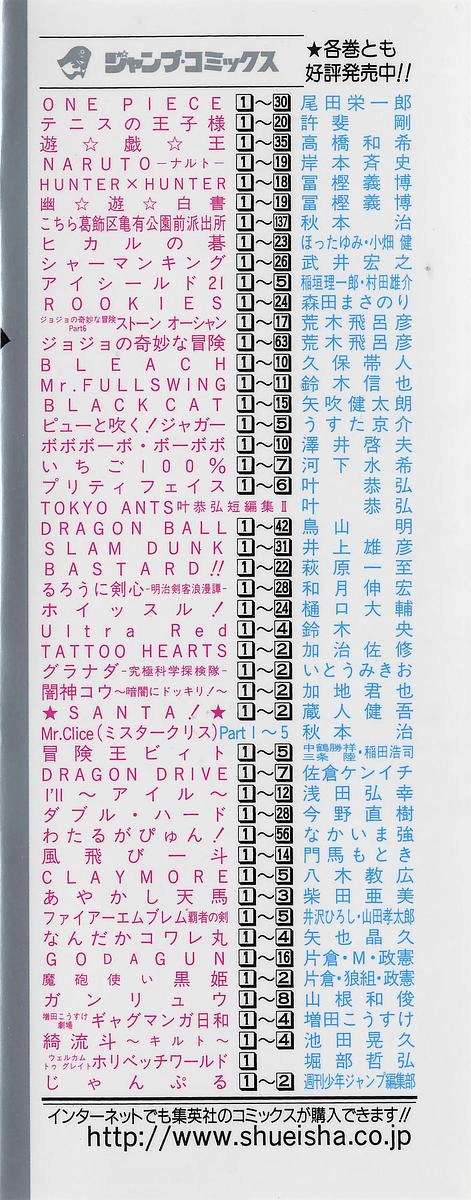 ジャンプ・コミックス
★各巻とも
好評発売中!!
ONE PIECE 1〜30 尾田栄一郎
テニスの王子様 1〜20 許斐 剛
遊☆戯☆王 1〜35 高橋和希
NARUTO－ナルト－ 1〜19 岸本斉史
HUNTER×HUNTER 1〜18 冨樫義博
幽☆遊☆白書 1〜19 冨樫義博
こちら葛飾区亀有公園前派出所 1〜137 秋本 治
ヒカルの碁 1〜23 ほったゆみ・小畑 健
シャーマンキング 1〜26 武井宏之
アイシールド21 1〜5 稲垣理一郎・村田雄介
ROOKIES 1〜24 森田まさのり
ジョジョの奇妙な冒険Part6 ストーン オーシャン 1〜17 荒木飛呂彦
ジョジョの奇妙な冒険 1〜63 荒木飛呂彦
BLEACH 1〜10 久保帯人
Mr.FULLSWING 1〜11 鈴木信也
BLACK CAT 1〜15 矢吹健太朗
ピューと吹く!ジャガー 1〜5 うすた京介
ボボボーボ・ボーボボ 1〜10 澤井啓夫
いちご100% 1〜7 河下水希
プリティフェイス 1〜6 叶 恭弘
TOKYO ANTS叶恭弘短編集Ⅱ 叶 恭弘
DRAGON BALL 1〜42 鳥山 明
SLAM DUNK 1〜31 井上雄彦
BASTARD!! 1〜22 萩原一至
るろうに剣心-明治剣客浪漫譚- 1〜28 和月伸宏
ホイッスル! 1〜24 樋口大輔
Ultra Red 1〜4 鈴木 央
TATTOO HEARTS 1〜2 加治佐修
グラナダ-究極科学探検隊- 1〜2 いとうみきお
闇神コウ〜暗闇にドッキリ!〜 1〜2 加地君也
★SANTA!★ 1〜2 蔵人健吾
Mr.Clice(ミスタークリス)Part 1〜5 秋本 治
冒険王ビィト 1〜5 三条 陸・稲田浩司
DRAGON DRIVE 1〜7 佐倉ケンイチ
I'll〜アイル〜 1〜12 浅田弘幸
ダブル・ハード 1〜28 今野直樹
わたるがぴゅん! 1〜56 なかいま強
風飛び一斗 1〜14 門馬もとき
CLAYMORE 1〜5 八木教広
あやかし天馬 1〜3 柴田亜美
ファイアーエムブレム覇者の剣 1〜5 井沢ひろし・山田孝太郎
なんだかコワレ丸 1〜4 矢也晶久
GODAGUN 1〜16 片倉・M・政憲
魔砲使い黒姫 1〜2 片倉・狼組・政憲
ガンリュウ 1〜8 山根和俊
増田こうすけ劇場 ギャグマンガ日和 1〜4 増田こうすけ
綺流斗〜キルト〜 1〜4 池田晃久
ウェルカムトゥ グレイト ホリベッチワールド 1 堀部哲弘
じゃんぷる 1〜2 週刊少年ジャンプ編集部
インターネットでも集英社のコミックスが購入できます!!
http://www.shueisha.co.jp